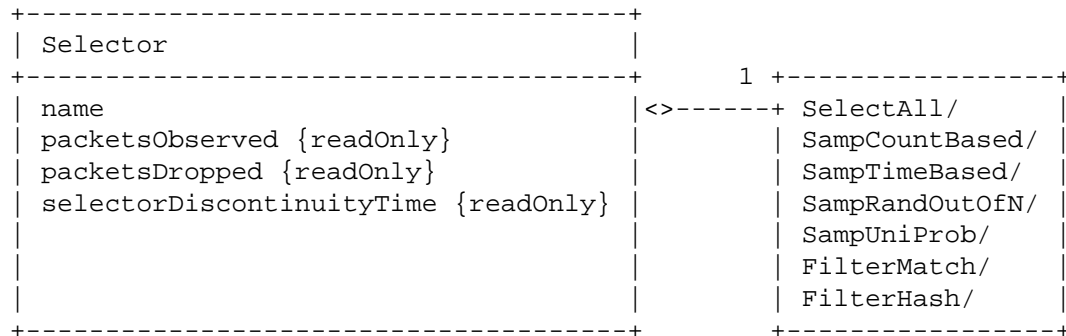 +--------------------------------------+
| Selector                             |
+--------------------------------------+      1 +-----------------+
| name                                 |<>------+ SelectAll/      |
| packetsObserved {readOnly}           |        | SampCountBased/ |
| packetsDropped {readOnly}            |        | SampTimeBased/  |
| selectorDiscontinuityTime {readOnly} |        | SampRandOutOfN/ |
|                                      |        | SampUniProb/    |
|                                      |        | FilterMatch/    |
|                                      |        | FilterHash/     |
+--------------------------------------+        +-----------------+